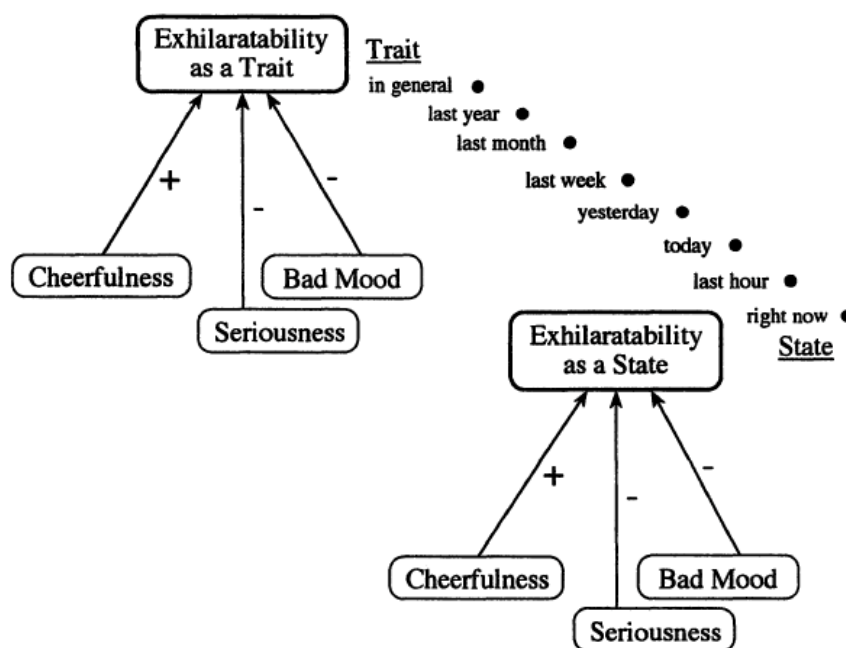 Exhilaratability
as a Trait
Trait
in general
last year
last month
last week
yesterday
today
last hour
right now
State
+
-
-
Cheerfulness
Bad Mood
Seriousness
Exhilaratability
as a State
+
-
-
Cheerfulness
Bad Mood
Seriousness